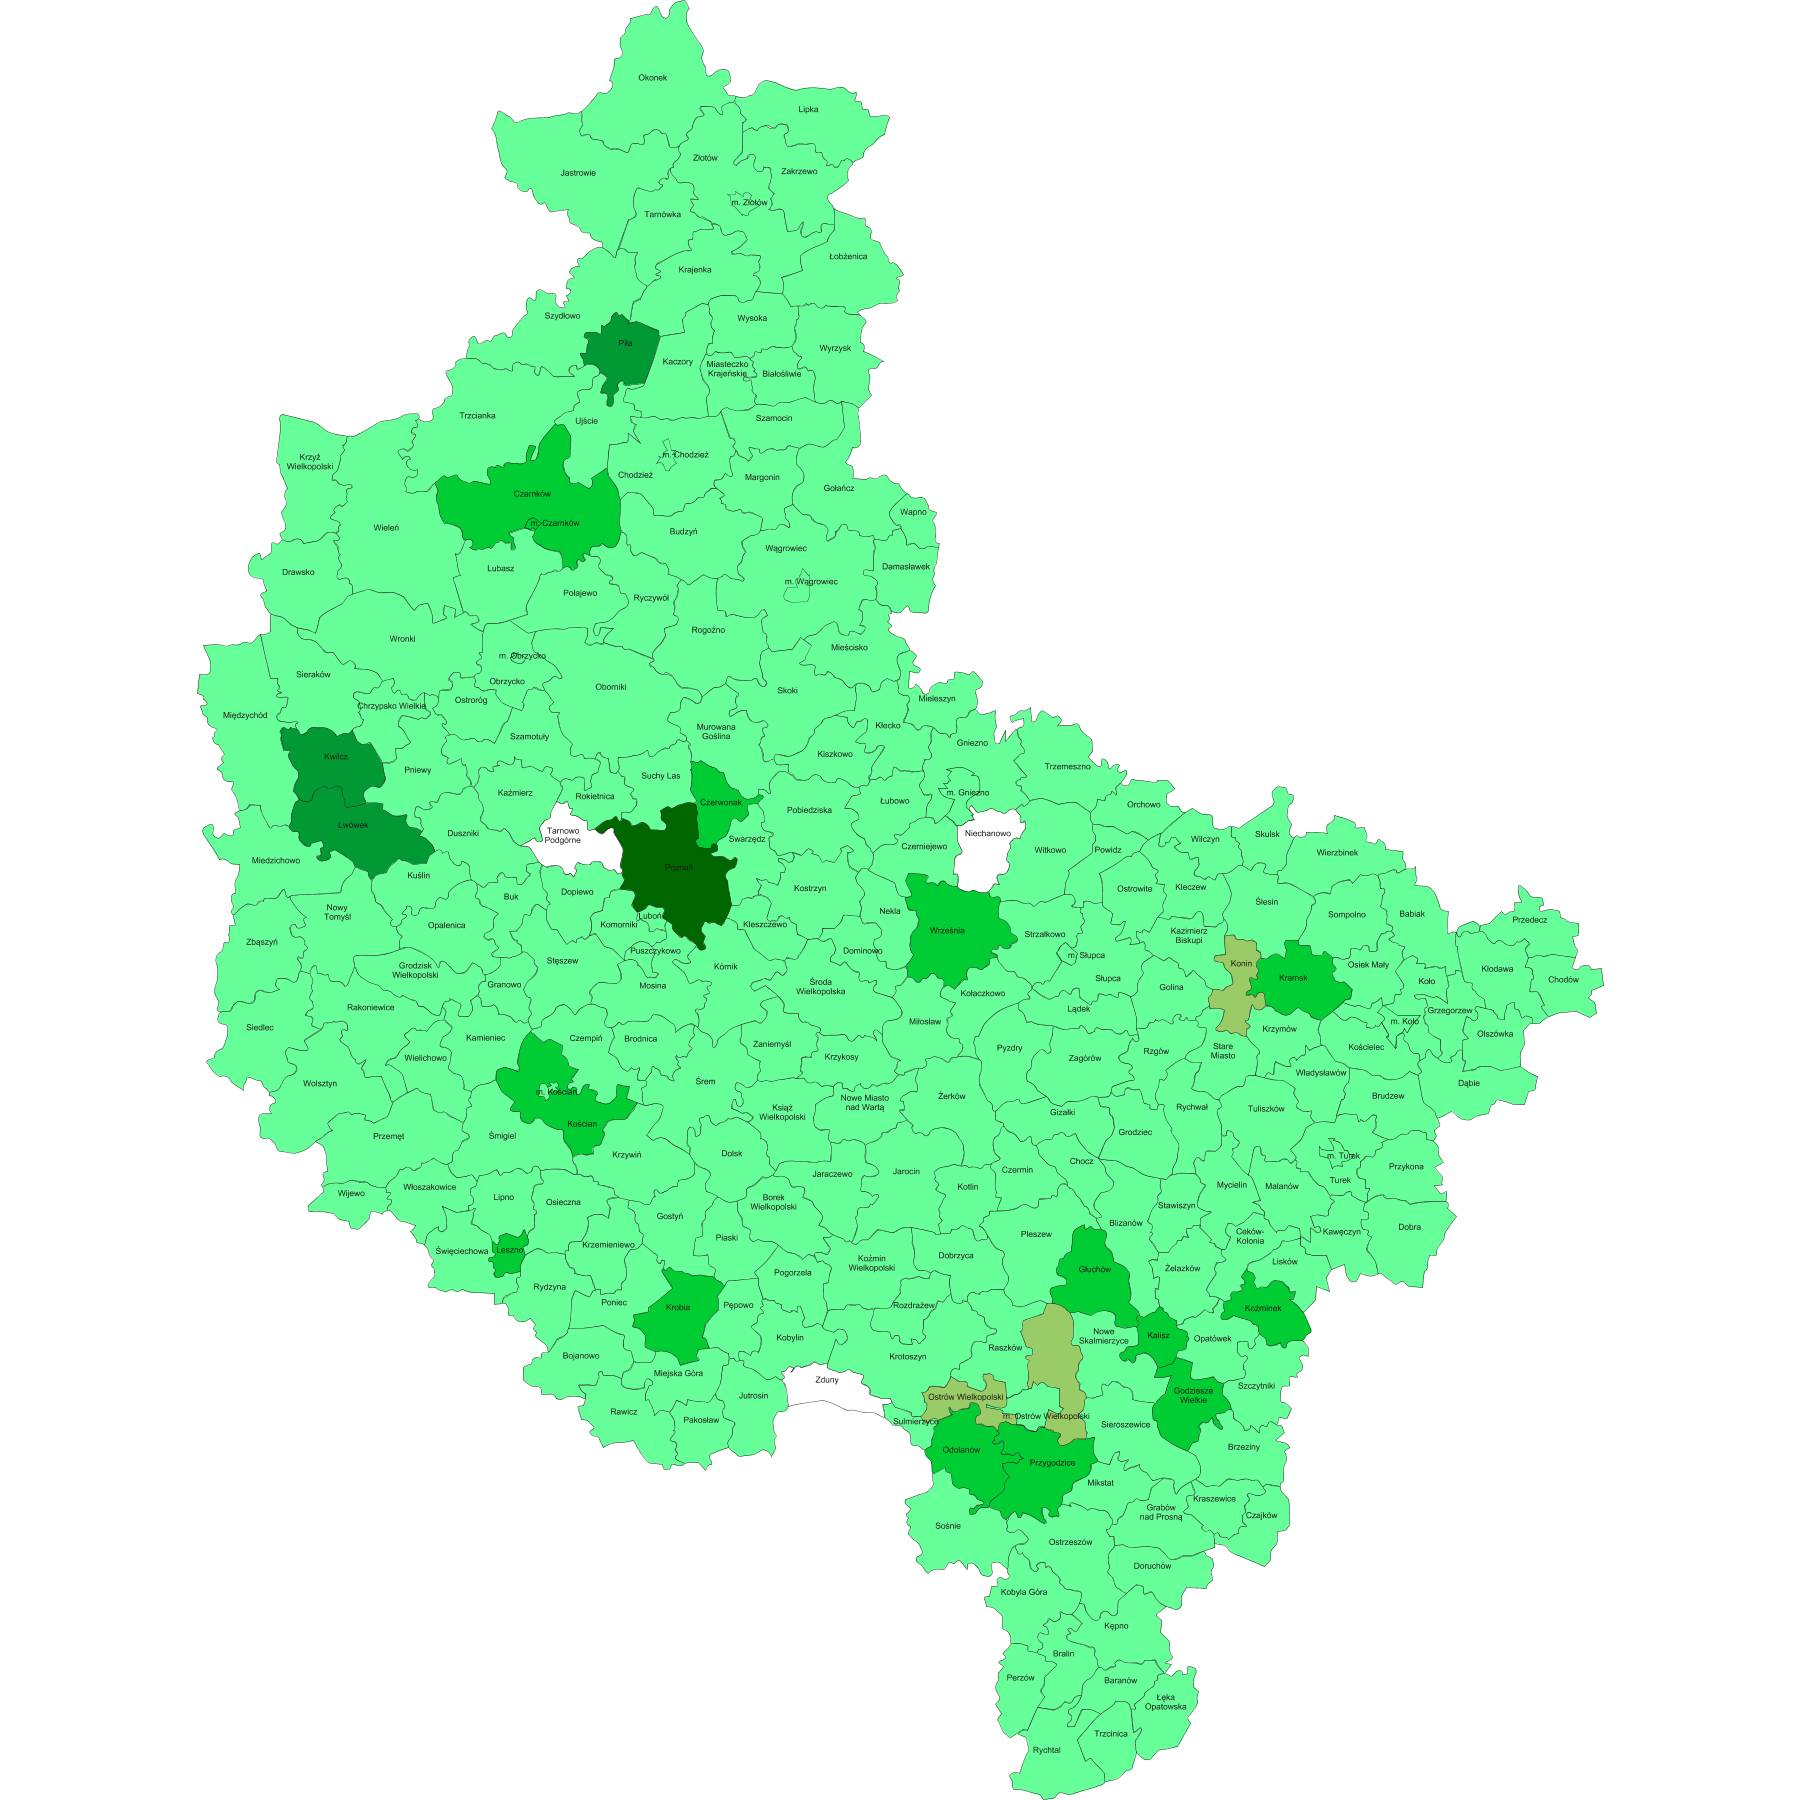 Okonek
Lipka
Złotów
Jastrowie
Zakrzewo
m. Złotów
Tarnówka
Łobżenica
Krajenka
Szydłowo
Wysoka
Piła
Wyrzysk
Kaczory
Miasteczko
Krajeńskie
Białośliwie
Trzcianka
Ujście
Szamocin
m. Chodzież
Krzyż
Wielkopolski
Chodzież
Margonin
Gołańcz
Czarnków
Wapno
m. Czarnków
Wieleń
Budzyń
Wągrowiec
Damasławek
Drawsko
Lubasz
m. Wągrowiec
Połajewo
Ryczywół
Rogoźno
Wronki
Mieścisko
m. Obrzycko
Sieraków
Obrzycko
Oborniki
Skoki
Ostroróg
Mieleszyn
Chrzypsko Wielkie
Międzychód
Kłecko
Murowana
Goślina
Szamotuły
Gniezno
Kiszkowo
Kwilcz
Pniewy
Trzemeszno
Suchy Las
Kaźmierz
Rokietnica
m. Gniezno
Czerwonak
Łubowo
Orchowo
Pobiedziska
Lwówek
Duszniki
Tarnowo
Podgórne
Niechanowo
Swarzędz
Skulsk
Wilczyn
Czerniejewo
Witkowo
Powidz
Wierzbinek
Miedzichowo
Poznań
Kuślin
Dopiewo
Kostrzyn
Ostrowite
Kleczew
Buk
Ślesin
Nowy
Tomyśl
Nekla
Sompolno
Babiak
Luboń
Przedecz
Opalenica
Komorniki
Kleszczewo
Września
Strzałkowo
Kazimierz
Biskupi
Zbąszyń
Puszczykowo
Dominowo
m. Słupca
Stęszew
Konin
Osiek Mały
Kłodawa
Grodzisk
Wielkopolski
Kórnik
Kramsk
Słupca
Chodów
Koło
Granowo
Mosina
Środa
Wielkopolska
Golina
Kołaczkowo
Rakoniewice
Lądek
Grzegorzew
Miłosław
m. Koło
Siedlec
Krzymów
Olszówka
Kamieniec
Czempiń
Brodnica
Zaniemyśl
Pyzdry
Stare
Miasto
Kościelec
Rzgów
Wielichowo
Krzykosy
Zagórów
Władysławów
Wolsztyn
Śrem
Dąbie
m. Kościan
Żerków
Brudzew
Nowe Miasto
nad Wartą
Książ
Wielkopolski
Rychwał
Tuliszków
Gizałki
Kościan
Przemęt
Śmigiel
Grodziec
Krzywiń
Dolsk
m. Turek
Chocz
Przykona
Jaraczewo
Jarocin
Czermin
Turek
Włoszakowice
Kotlin
Mycielin
Malanów
Wijewo
Lipno
Osieczna
Borek
Wielkopolski
Stawiszyn
Gostyń
Blizanów
Dobra
Kawęczyn
Ceków-
Kolonia
Piaski
Pleszew
Święciechowa
Leszno
Krzemieniewo
Koźmin
Wielkopolski
Dobrzyca
Lisków
Pogorzela
Głuchów
Żelazków
Rydzyna
Poniec
Krobia
Pępowo
Rozdrażew
Koźminek
Kobylin
Nowe
Skalmierzyce
Kalisz
Opatówek
Raszków
Bojanowo
Krotoszyn
Miejska Góra
Zduny
Szczytniki
Jutrosin
Ostrów Wielkopolski
Godziesze
Wielkie
Rawicz
Pakosław
Sulmierzyce
m. Ostrów Wielkopolski
Sieroszewice
Odolanów
Brzeziny
Przygodzice
Mikstat
Kraszewice
Grabów
nad Prosną
Czajków
Sośnie
Ostrzeszów
Doruchów
Kobyla Góra
Kępno
Bralin
Perzów
Baranów
Łęka
Opatowska
Trzcinica
Rychtal